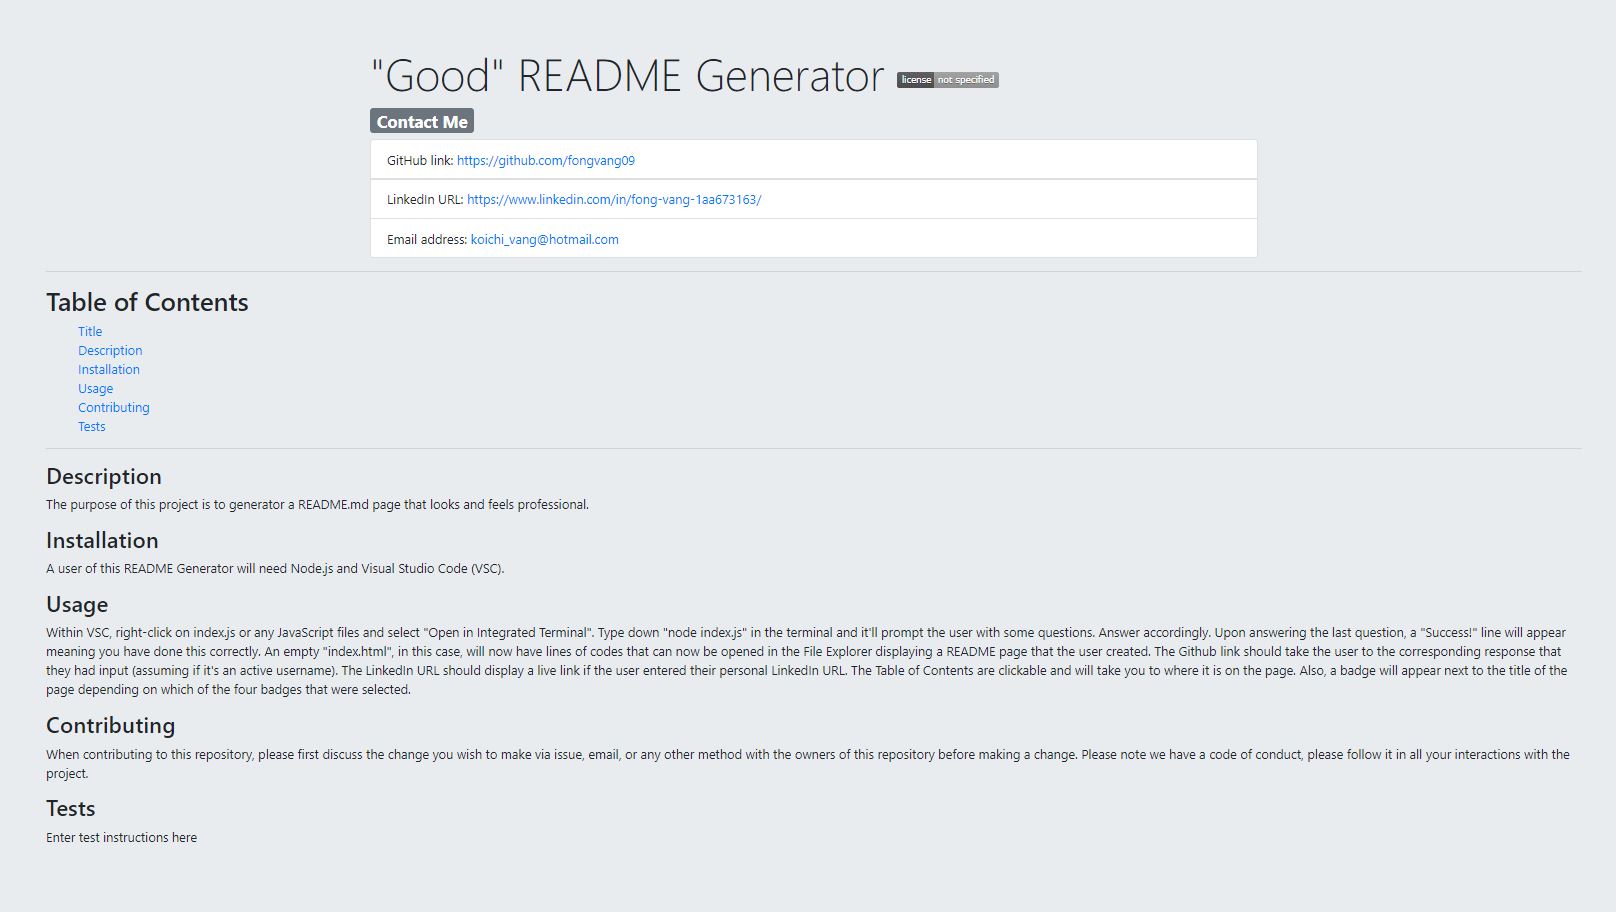 "Good" README Generator license not specified
Contact Me
GitHub link: https://github.com/fongvang09
LinkedIn URL: https://www.linkedin.com/in/fong-vang-1aa673163/
Email address: koichi_vang@hotmail.com
Table of Contents
Title
Description
Installation
Usage
Contributing
Tests
Description
The purpose of this project is to generator a README.md page that looks and feels professional.
Installation
A user of this README Generator will need Node.js and Visual Studio Code (VSC).
Usage
Within VSC, right-click on index.js or any JavaScript files and select "Open in Integrated Terminal". Type down "node index.js" in the terminal and it'll prompt the user with some questions. Answer accordingly. Upon answering the last question, a "Success!" line will appear
meaning you have done this correctly. An empty "index.html", in this case, will now have lines of codes that can now be opened in the File Explorer displaying a README page that the user created. The Github link should take the user to the corresponding response that
they had input (assuming if it's an active username). The LinkedIn URL should display a live link if the user entered their personal LinkedIn URL. The Table of Contents are clickable and will take you to where it is on the page. Also, a badge will appear next to the title of the
page depending on which of the four badges that were selected.
Contributing
When contributing to this repository, please first discuss the change you wish to make via issue, email, or any other method with the owners of this repository before making a change. Please note we have a code of conduct, please follow it in all your interactions with the
project.
Tests
Enter test instructions here